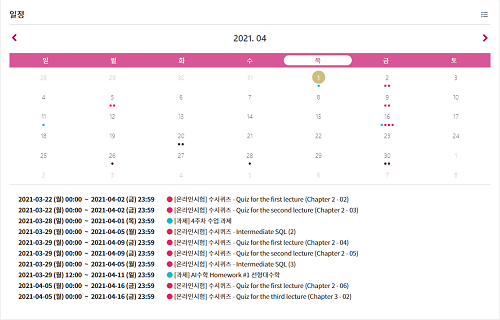 일정
2021. 04
일 월 화 수 목 금 토
28 29 30 31 1 2 3
4 5 6 7 8 9 10
11 12 13 14 15 16 17
18 19 20 21 22 23 24
25 26 27 28 29 30 1
2 3 4 5 6 7 8
2021-03-22 (월) 00:00 ~ 2021-04-02 (금) 23:59 [온라인시험] 수시퀴즈 - Quiz for the first lecture (Chapter 2 - 02)
2021-03-22 (월) 00:00 ~ 2021-04-02 (금) 23:59 [온라인시험] 수시퀴즈 - Quiz for the second lecture (Chapter 2 - 03)
2021-03-28 (일) 00:00 ~ 2021-04-01 (목) 23:59 [과제] 4주차 수업 과제
2021-03-29 (월) 00:00 ~ 2021-04-05 (월) 23:59 [온라인시험] 수시퀴즈 - Intermediate SQL (2)
2021-03-29 (월) 00:00 ~ 2021-04-09 (금) 23:59 [온라인시험] 수시퀴즈 - Quiz for the first lecture (Chapter 2 - 04)
2021-03-29 (월) 00:00 ~ 2021-04-09 (금) 23:59 [온라인시험] 수시퀴즈 - Quiz for the second lecture (Chapter 2 - 05)
2021-03-29 (월) 00:00 ~ 2021-04-05 (월) 23:59 [온라인시험] 수시퀴즈 - Intermediate SQL (3)
2021-03-29 (월) 12:00 ~ 2021-04-11 (일) 23:59 [과제] AI수학 Homework #1 선형대수학
2021-04-05 (월) 00:00 ~ 2021-04-16 (금) 23:59 [온라인시험] 수시퀴즈 - Quiz for the first lecture (Chapter 2 - 06)
2021-04-05 (월) 00:00 ~ 2021-04-16 (금) 23:59 [온라인시험] 수시퀴즈 - Quiz for the third lecture (Chapter 3 - 02)